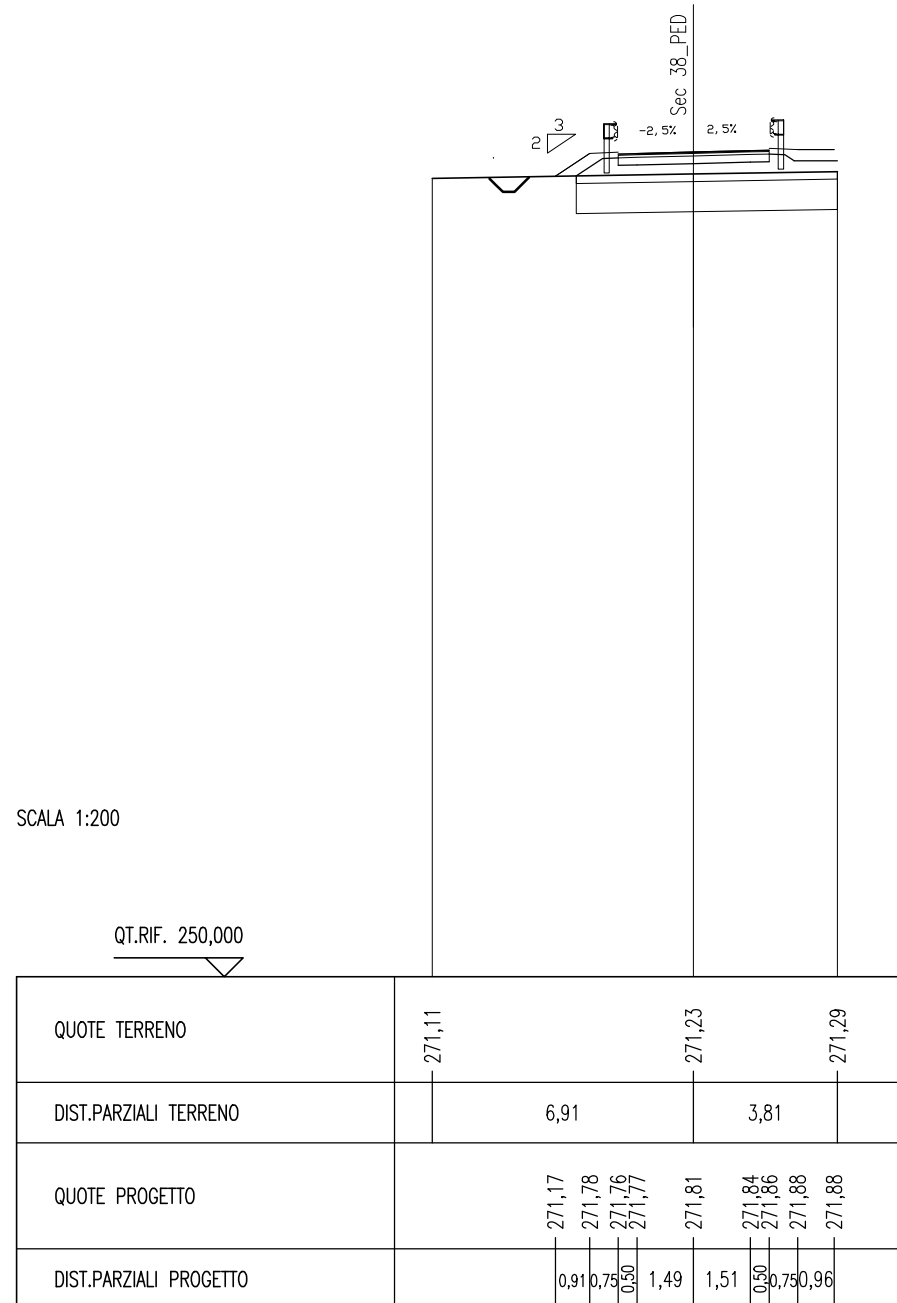 Sec 38_PED
3
2
-2,5% 2,5%
SCALA 1:200
QT.RIF. 250,000
QUOTE TERRENO 271,11 271,23 271,29
DIST.PARZIALI TERRENO 6,91 3,81
QUOTE PROGETTO 271,17 271,78 271,76 271,77 271,81 271,84 271,86 271,88 271,88
DIST.PARZIALI PROGETTO 0,91 0,75 0,50 1,49 1,51 0,50 0,75 0,96